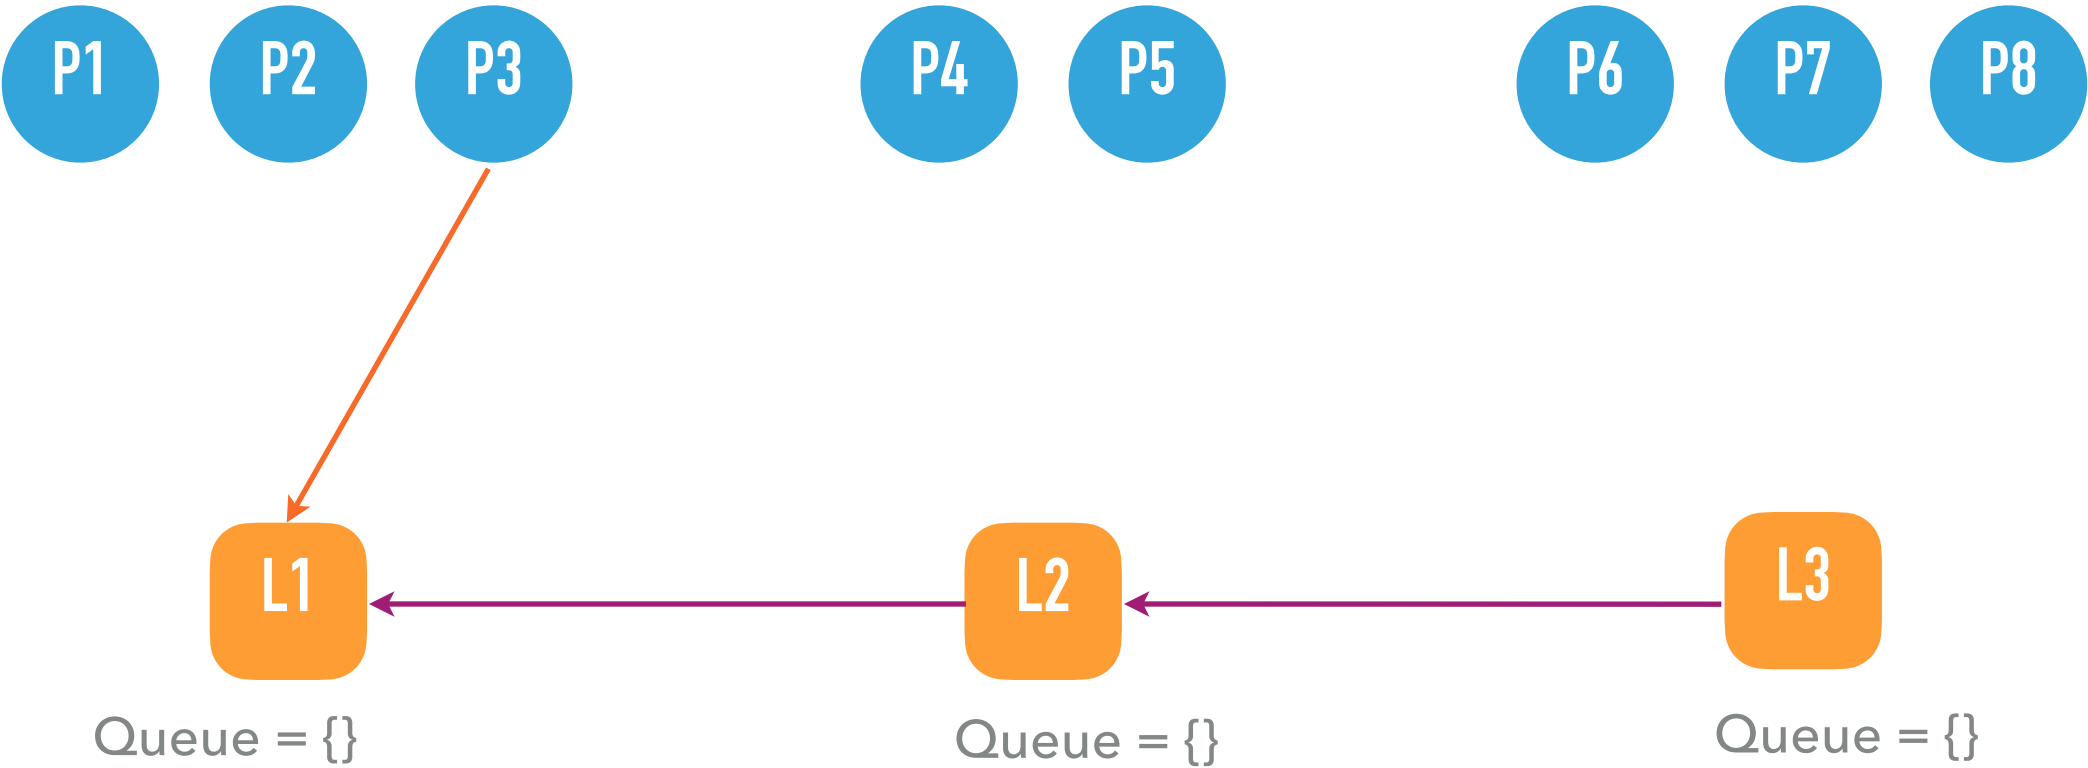 P1 P2 P3 P4 P5 P6 P7 P8
L1 L2 L3
Queue = {} Queue = {} Queue = {}